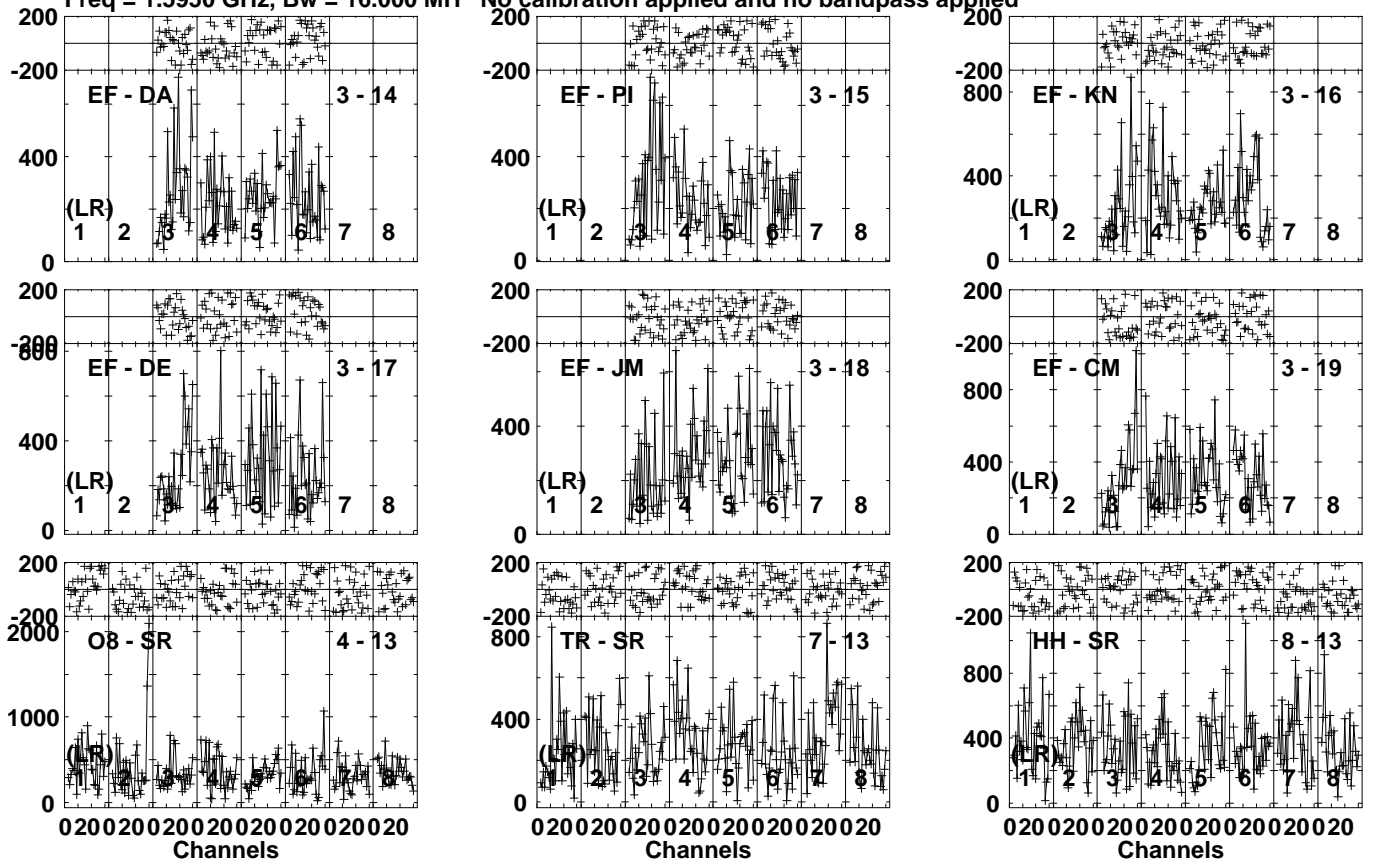 Freq = 1.5950 GHz, Bw = 16.000 MH No calibration applied and no bandpass applied
200
-200
EF - DA 3 - 14
400
(LR)
1 2 3 4 5 6 7 8
0
200
-200
EF - PI 3 - 15
400
(LR)
1 2 3 4 5 6 7 8
0
200
-200
800
EF - KN 3 - 16
400
(LR)
1 2 3 4 5 6 7 8
0
200
-200
800
EF - DE 3 - 17
400
(LR)
1 2 3 4 5 6 7 8
0
200
-200
EF - JM 3 - 18
400
(LR)
1 2 3 4 5 6 7 8
0
200
-200
EF - CM 3 - 19
800
400
(LR)
1 2 3 4 5 6 7 8
0
200
-200
2000
O8 - SR 4 - 13
1000
(LR)
1 2 3 4 5 6 7 8
0
020020020020020020020020
Channels
200
-200
800
TR - SR 7 - 13
400
(LR)
1 2 3 4 5 6 7 8
0
020020020020020020020020
Channels
200
-200
HH - SR 8 - 13
800
400
(LR)
1 2 3 4 5 6 7 8
0
020020020020020020020020
Channels